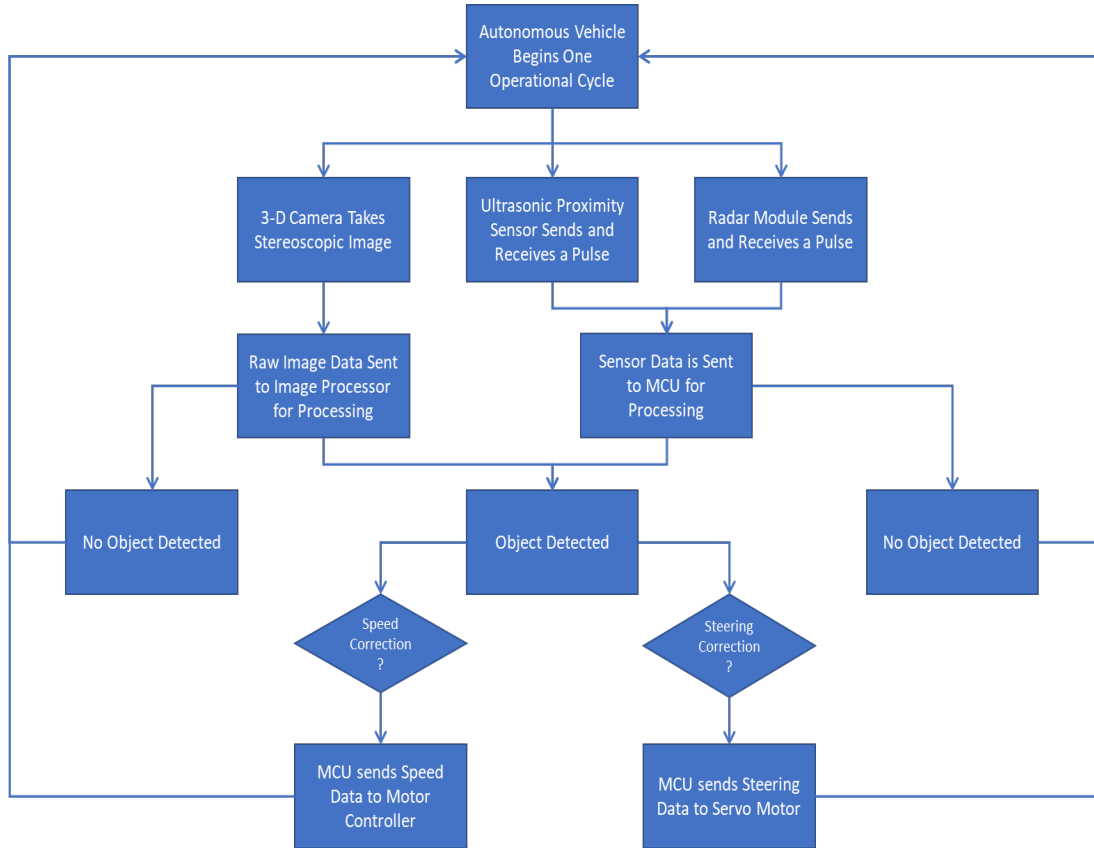 Autonomous Vehicle
Begins One
Operational Cycle
3-D Camera Takes
Stereoscopic Image
Ultrasonic Proximity
Sensor Sends and
Receives a Pulse
Radar Module Sends
and Receives a Pulse
Raw Image Data Sent
to Image Processor
for Processing
Sensor Data is Sent
to MCU for
Processing
No Object Detected
Object Detected
No Object Detected
Speed
Correction
?
Steering
Correction
?
MCU sends Speed
Data to Motor
Controller
MCU sends Steering
Data to Servo Motor